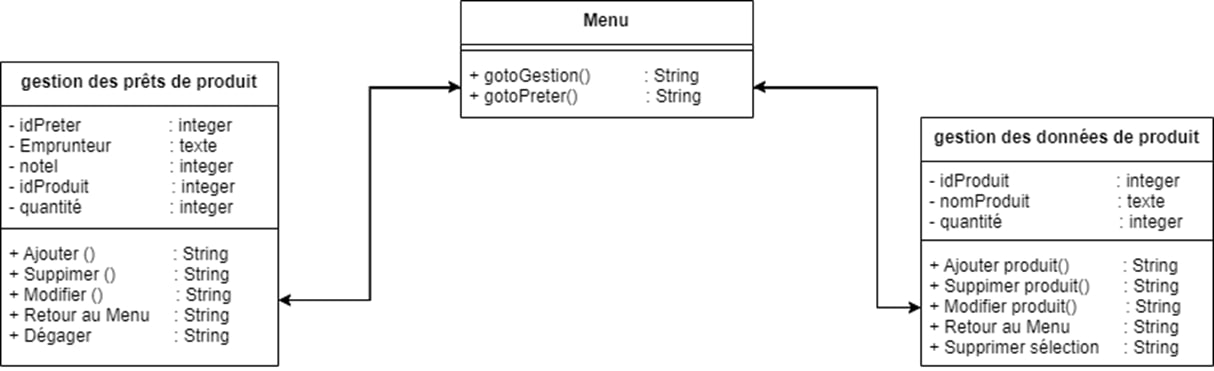 Menu
+ gotoGestion() : String
+ gotoPreter() : String
gestion des prêts de produit
- idPreter : integer
- Emprunteur : texte
- notel : integer
- idProduit : integer
- quantité : integer
+ Ajouter () : String
+ Suppimer () : String
+ Modifier () : String
+ Retour au Menu : String
+ Dégager : String
gestion des données de produit
- idProduit : integer
- nomProduit : texte
- quantité : integer
+ Ajouter produit() : String
+ Suppimer produit() : String
+ Modifier produit() : String
+ Retour au Menu : String
+ Supprimer sélection : String